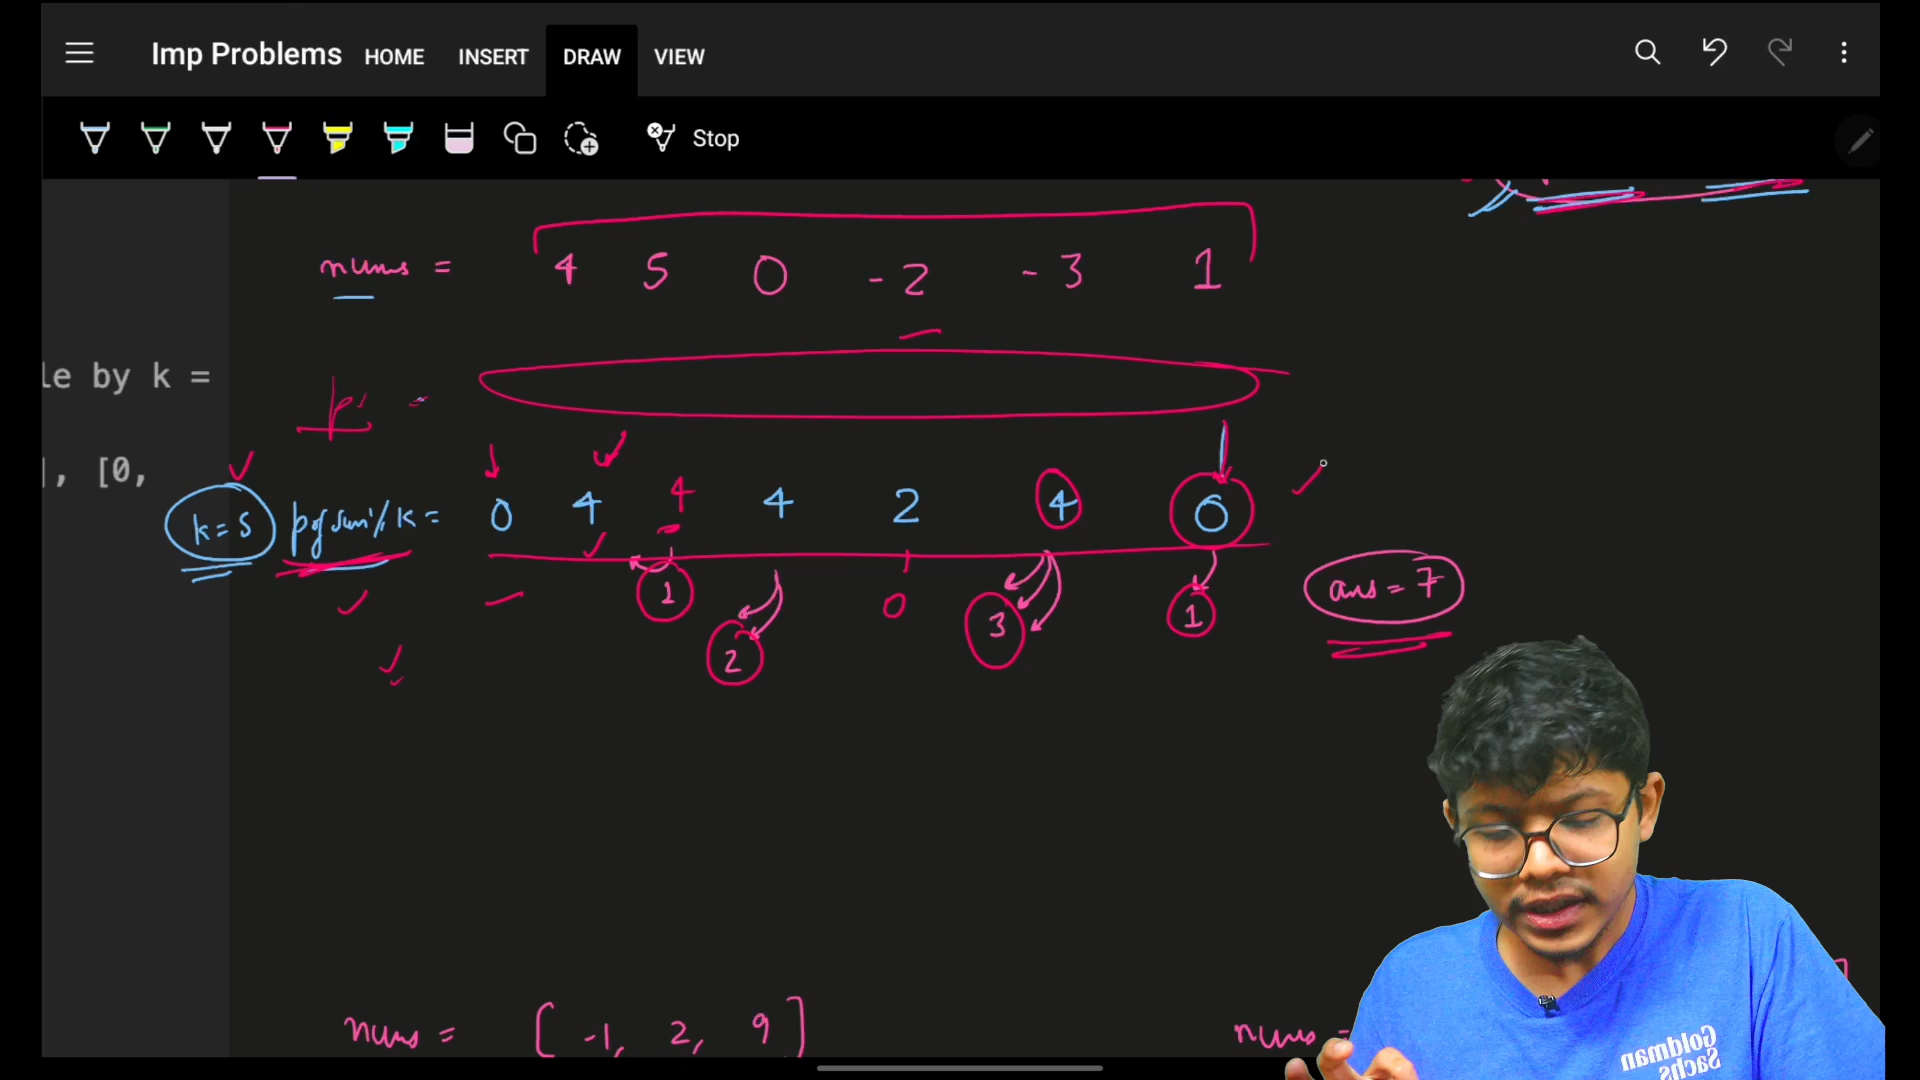 Imp Problems HOME INSERT DRAW VIEW
Stop
nums = 4 5 0 -2 -3 1
le by k =
], [0,
k=5 pref sum % k = 0 4 4 4 2 4 0
1 2 0 3 1
ans = 7
nums = [ -1, 2, 9 ]
nums =
Goldman
Sachs